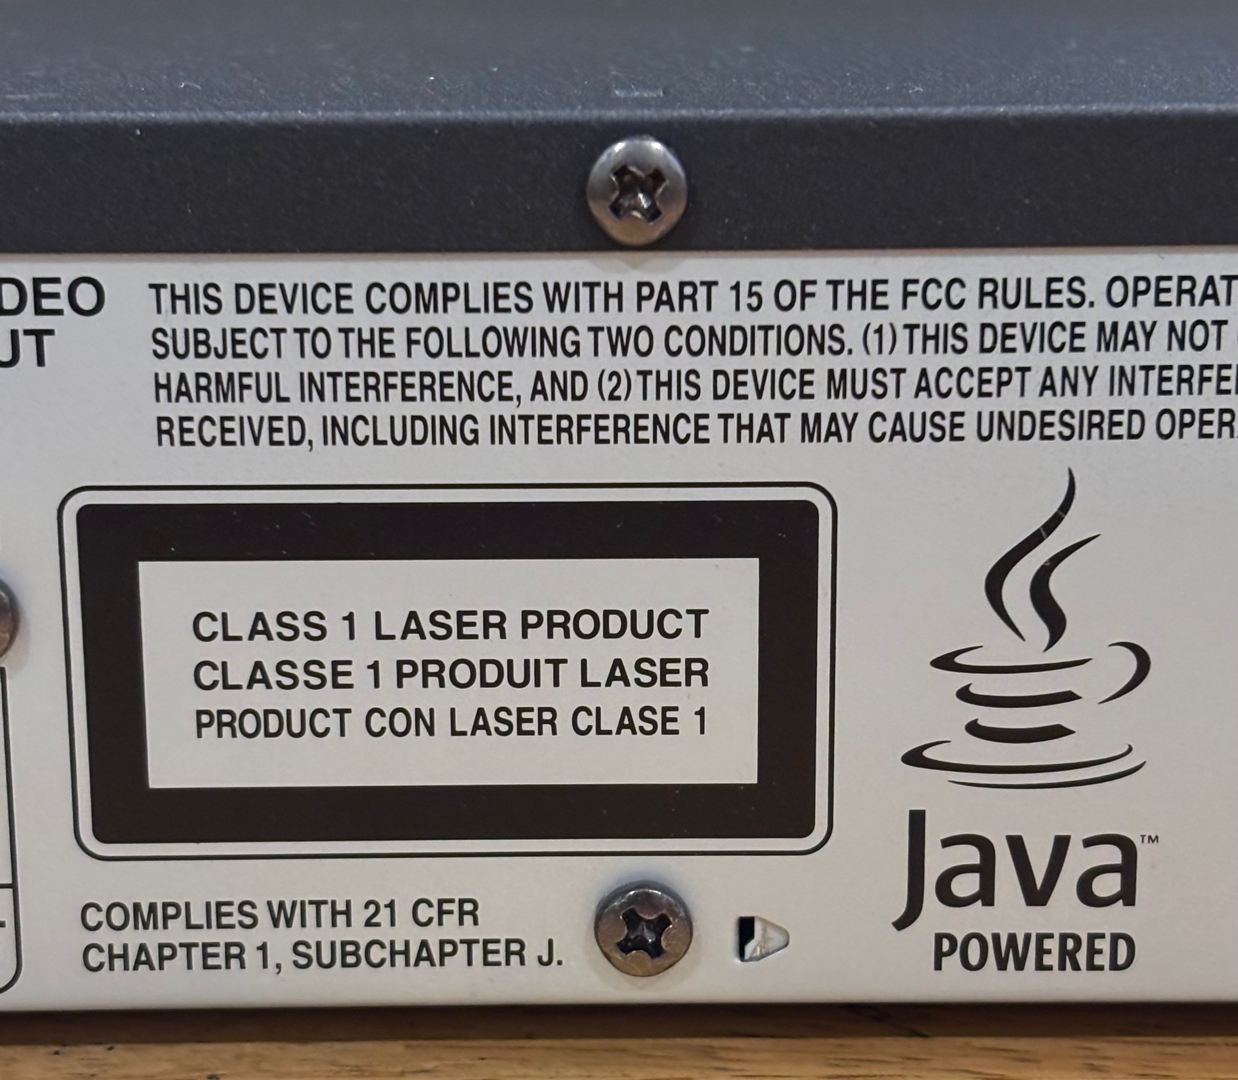 DEO
UT
THIS DEVICE COMPLIES WITH PART 15 OF THE FCC RULES. OPERAT
SUBJECT TO THE FOLLOWING TWO CONDITIONS. (1) THIS DEVICE MAY NOT
HARMFUL INTERFERENCE, AND (2) THIS DEVICE MUST ACCEPT ANY INTERFE
RECEIVED, INCLUDING INTERFERENCE THAT MAY CAUSE UNDESIRED OPER
CLASS 1 LASER PRODUCT
CLASSE 1 PRODUIT LASER
PRODUCT CON LASER CLASE 1
COMPLIES WITH 21 CFR
CHAPTER 1, SUBCHAPTER J.
Java™
POWERED